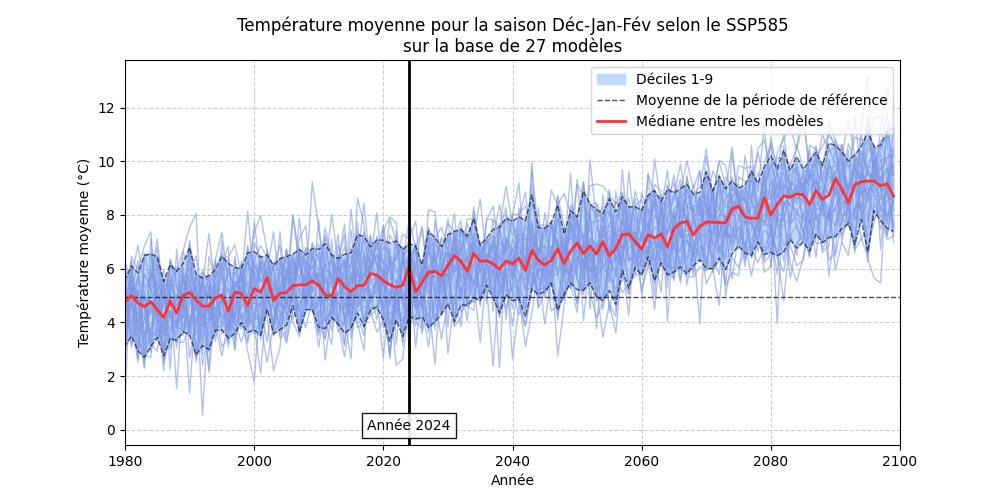 Température moyenne pour la saison Déc-Jan-Fév selon le SSP585
sur la base de 27 modèles
Déciles 1-9
Moyenne de la période de référence
Médiane entre les modèles
Température moyenne (°C)
12
10
8
6
4
2
0
Année 2024
1980
2000
2020
2040
2060
2080
2100
Année